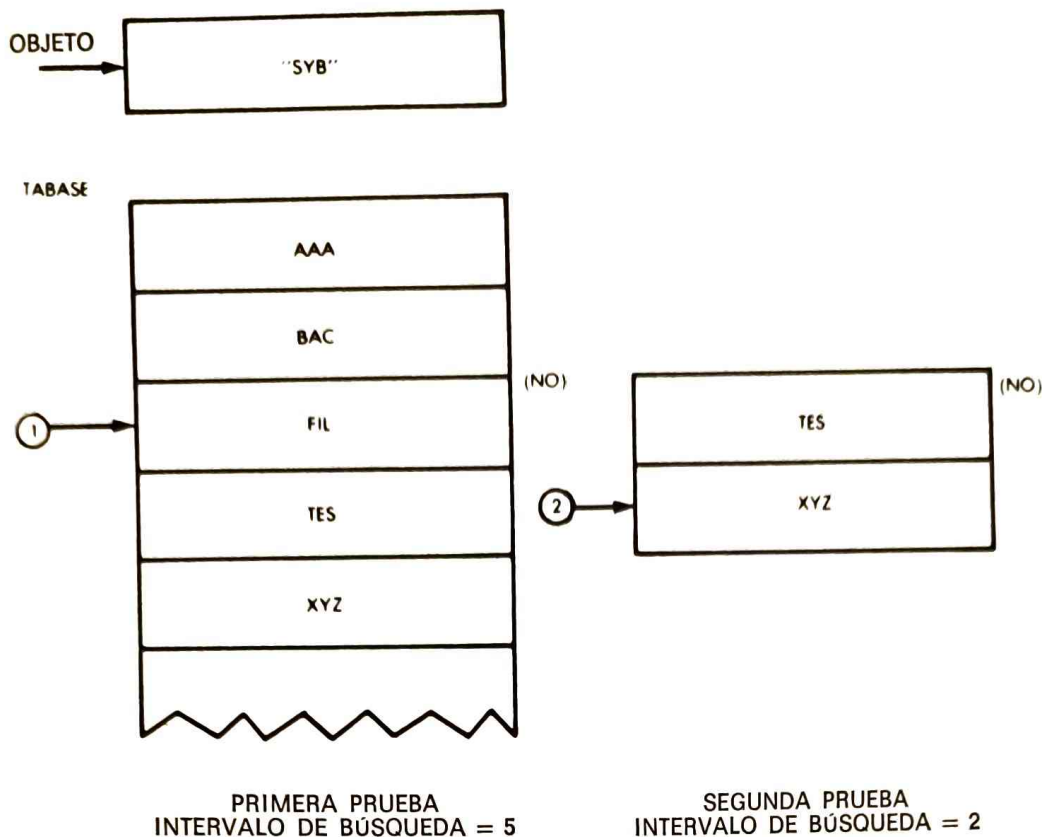 OBJETO
"SYB"
TABASE
AAA
BAC
(NO)
1
FIL
TES
XYZ
(NO)
TES
2
XYZ
PRIMERA PRUEBA
INTERVALO DE BÚSQUEDA = 5
SEGUNDA PRUEBA
INTERVALO DE BÚSQUEDA = 2